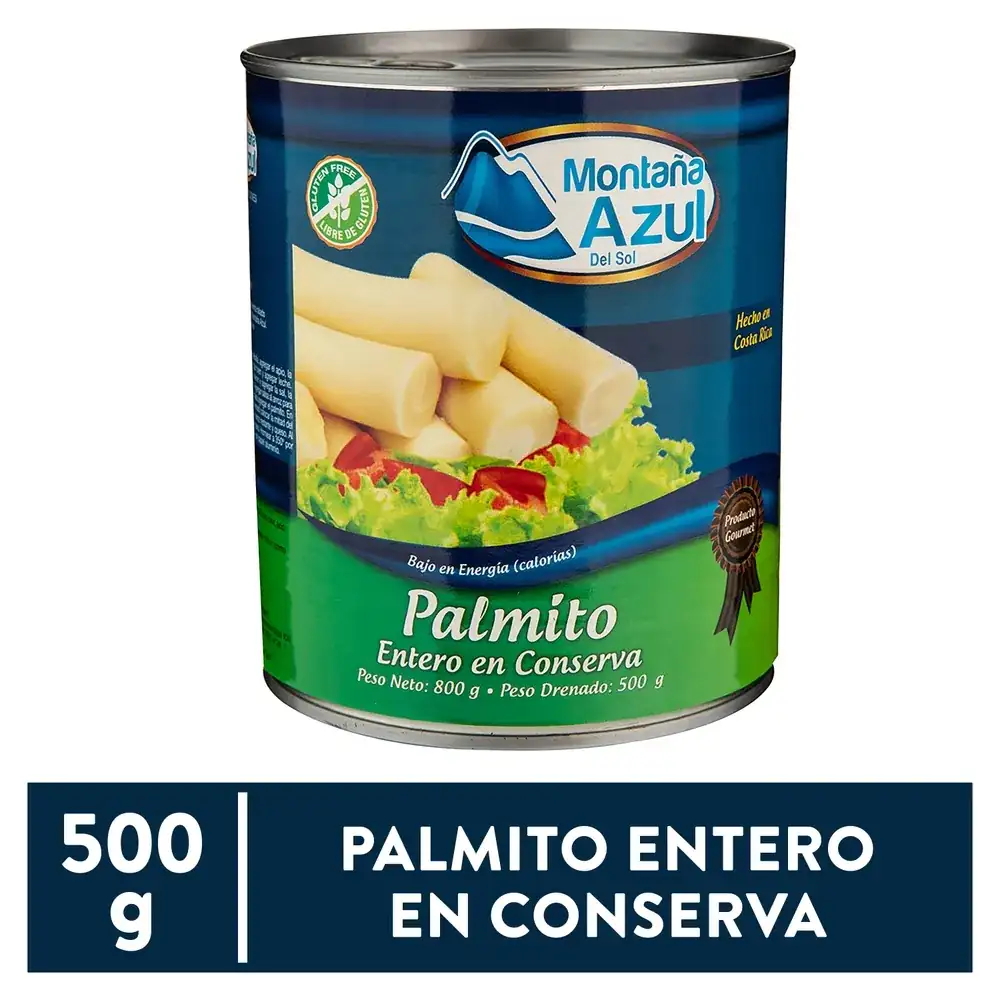 GLUTEN FREE
LIBRE DE GLUTEN
Montaña
Azul
Del Sol
Hecho en
Costa Rica
Producto
Gourmet
Bajo en Energía (calorías)
Palmito
Entero en Conserva
Peso Neto: 800 g • Peso Drenado: 500 g
500
g
PALMITO ENTERO
EN CONSERVA